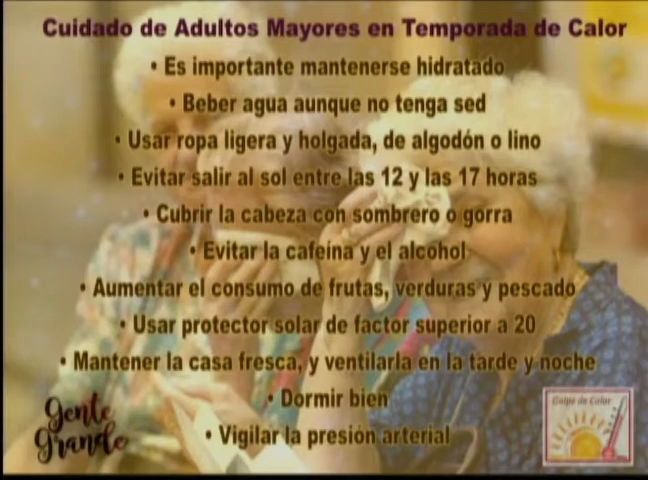 Cuidado de Adultos Mayores en Temporada de Calor
• Es importante mantenerse hidratado
• Beber agua aunque no tenga sed
• Usar ropa ligera y holgada, de algodón o lino
• Evitar salir al sol entre las 12 y las 17 horas
• Cubrir la cabeza con sombrero o gorra
• Evitar la cafeína y el alcohol
• Aumentar el consumo de frutas, verduras y pescado
• Usar protector solar de factor superior a 20
• Mantener la casa fresca, y ventilarla en la tarde y noche
• Dormir bien
• Vigilar la presión arterial
Gente
Grande
Golpe de Calor